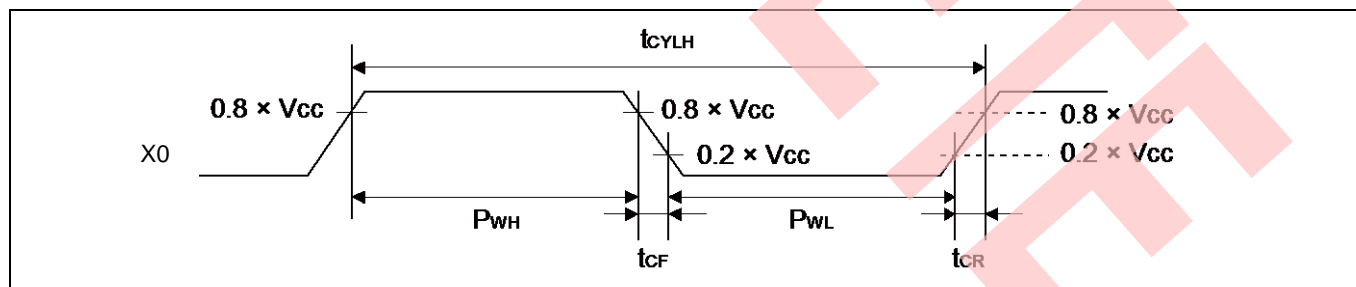 tCYLH
0.8 × Vcc
0.8 × Vcc
0.8 × Vcc
X0
0.2 × Vcc
0.2 × Vcc
PWH
PWL
tCF
tCR